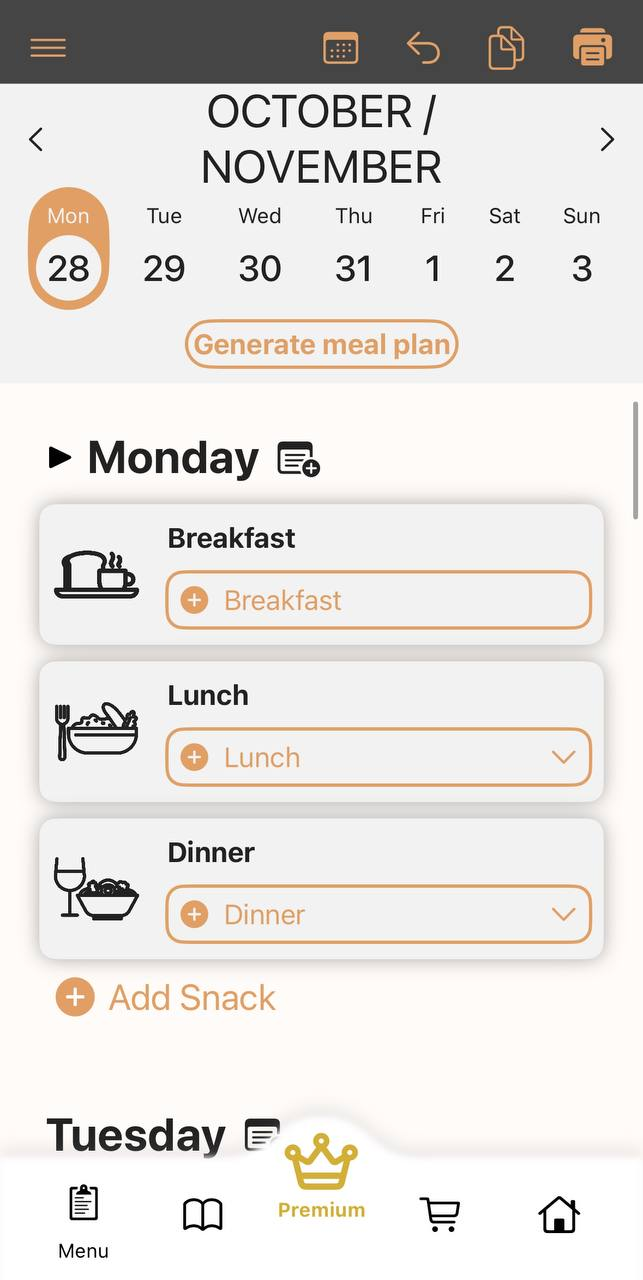 OCTOBER /
NOVEMBER
Mon Tue Wed Thu Fri Sat Sun
28 29 30 31 1 2 3
Generate meal plan
Monday
Breakfast
Breakfast
Lunch
Lunch
Dinner
Dinner
Add Snack
Tuesday
Premium
Menu